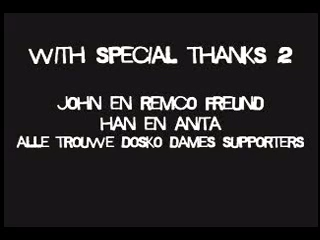 WITH SPECIAL THANKS 2
JOHN EN REMCO FREUND
HAN EN ANITA
ALLE TROUWE DOSKO DAMES SUPPORTERS